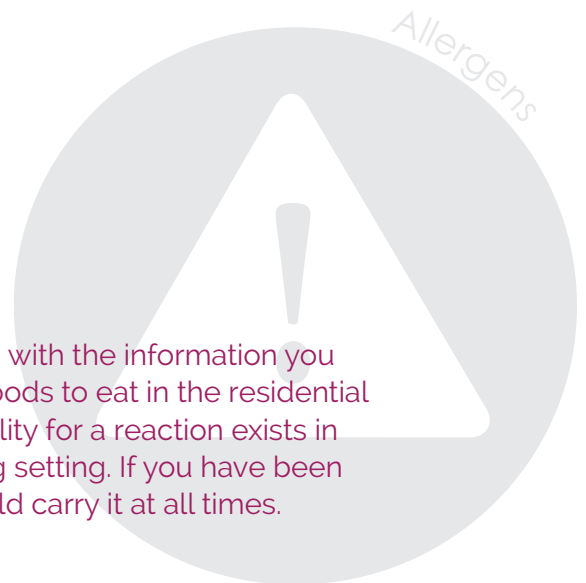 Allergens
with the information you
oods to eat in the residential
lity for a reaction exists in
g setting. If you have been
ld carry it at all times.